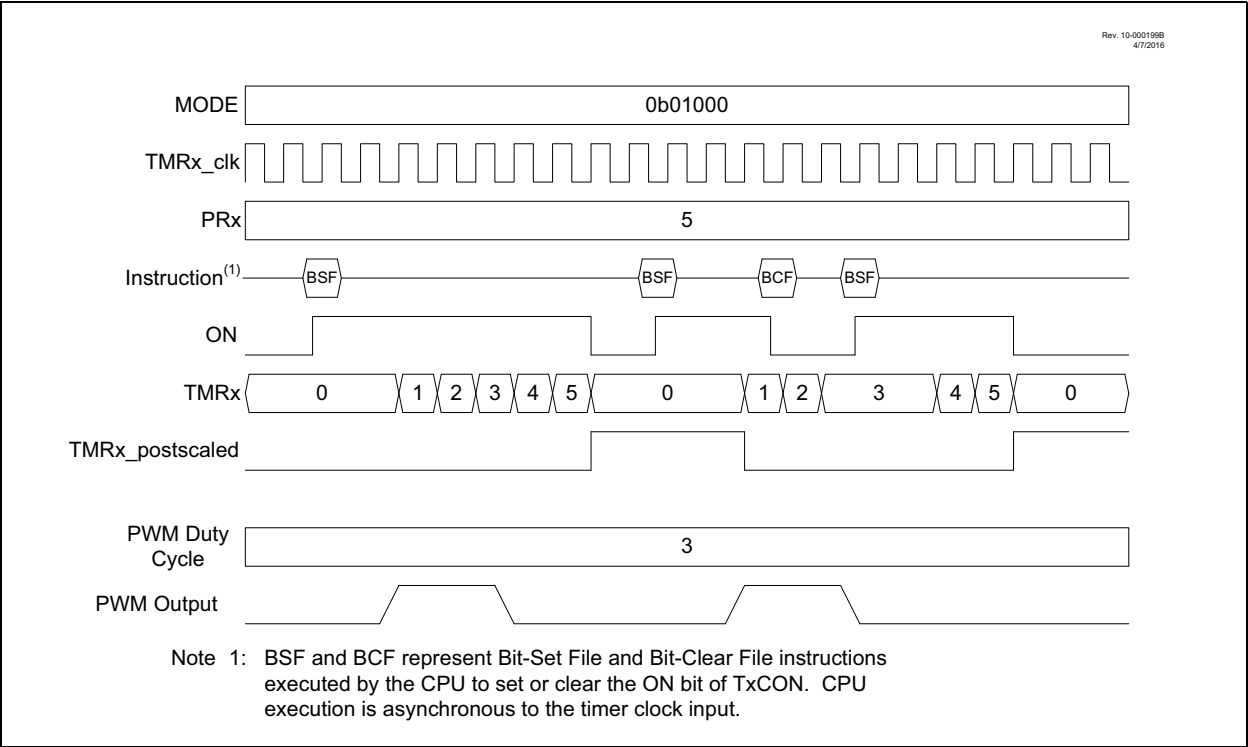 Rev. 10-000199B
4/7/2016
MODE 0b01000
TMRx_clk
PRx 5
Instruction(1) BSF BSF BCF BSF
ON
TMRx 0 1 2 3 4 5 0 1 2 3 4 5 0
TMRx_postscaled
PWM Duty
Cycle 3
PWM Output
Note 1: BSF and BCF represent Bit-Set File and Bit-Clear File instructions
executed by the CPU to set or clear the ON bit of TxCON. CPU
execution is asynchronous to the timer clock input.